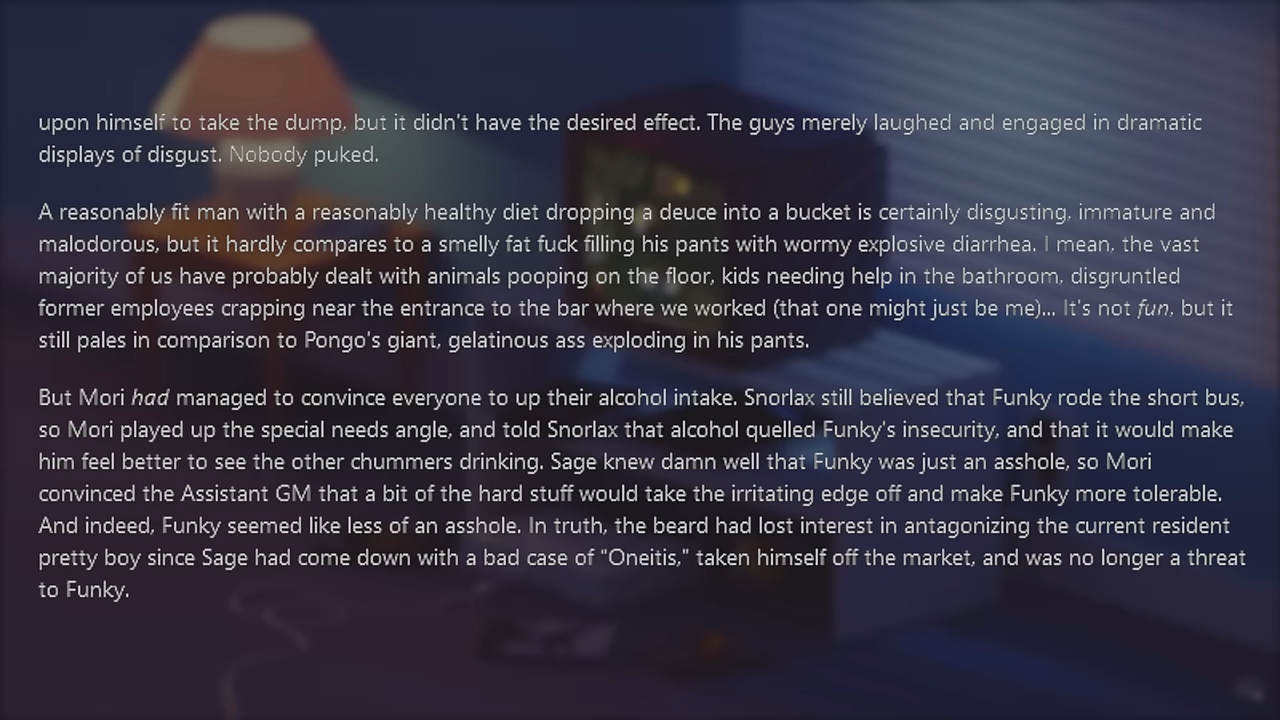 upon himself to take the dump, but it didn't have the desired effect. The guys merely laughed and engaged in dramatic
displays of disgust. Nobody puked.
A reasonably fit man with a reasonably healthy diet dropping a deuce into a bucket is certainly disgusting, immature and
malodorous, but it hardly compares to a smelly fat fuck filling his pants with wormy explosive diarrhea. I mean, the vast
majority of us have probably dealt with animals pooping on the floor, kids needing help in the bathroom, disgruntled
former employees crapping near the entrance to the bar where we worked (that one might just be me)... It's not fun, but it
still pales in comparison to Pongo's giant, gelatinous ass exploding in his pants.
But Mori had managed to convince everyone to up their alcohol intake. Snorlax still believed that Funky rode the short bus,
so Mori played up the special needs angle, and told Snorlax that alcohol quelled Funky's insecurity, and that it would make
him feel better to see the other chummers drinking. Sage knew damn well that Funky was just an asshole, so Mori
convinced the Assistant GM that a bit of the hard stuff would take the irritating edge off and make Funky more tolerable.
And indeed, Funky seemed like less of an asshole. In truth, the beard had lost interest in antagonizing the current resident
pretty boy since Sage had come down with a bad case of "Oneitis," taken himself off the market, and was no longer a threat
to Funky.